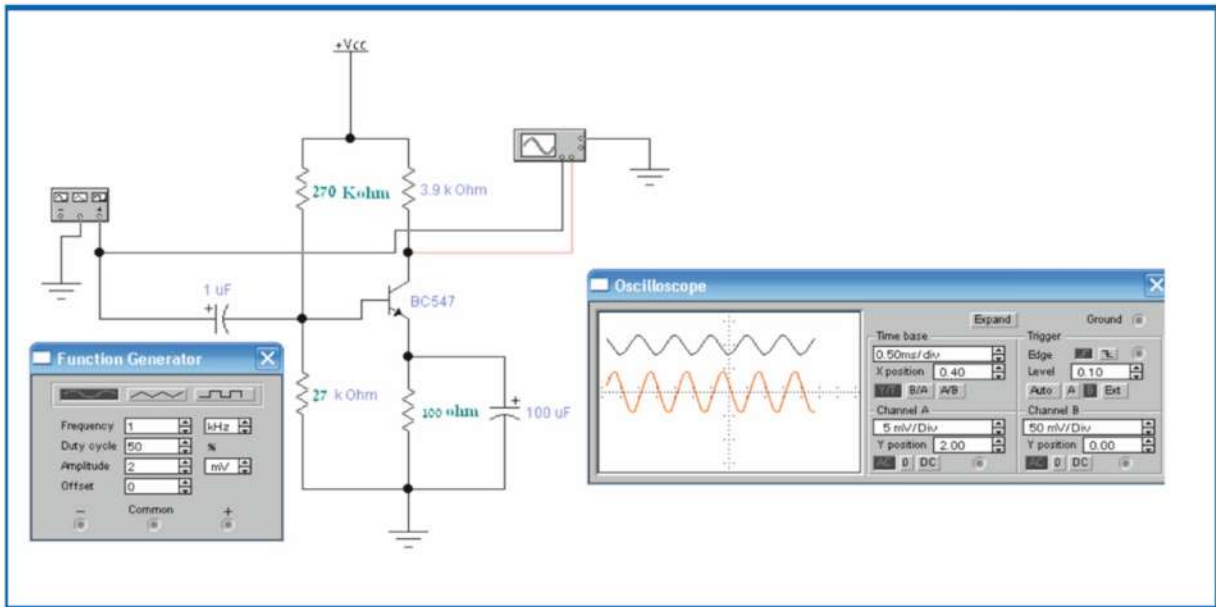 +Vcc
270 Kohm
3.9 k Ohm
1 uF
+
BC547
Function Generator
Frequency 1 kHz
Duty cycle 50 %
Amplitude 2 mV
Offset 0
- Common +
27 k Ohm
100 ohm
+
100 uF
Oscilloscope
Expand Ground
Time base
0.50ms/div
X position 0.40
Y/T B/A A/B
Trigger
Edge
Level 0.10
Auto A B Ext
Channel A
5 mV/Div
Y position 2.00
AC 0 DC
Channel B
50 mV/Div
Y position 0.00
AC 0 DC